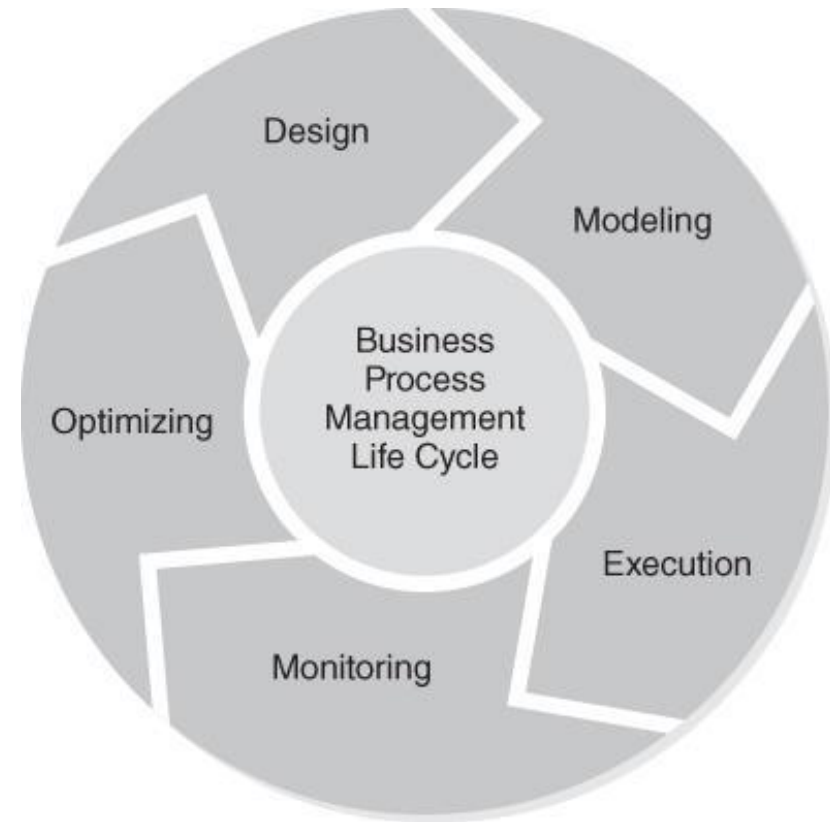 Design
Modeling
Business
Process
Management
Life Cycle
Optimizing
Execution
Monitoring